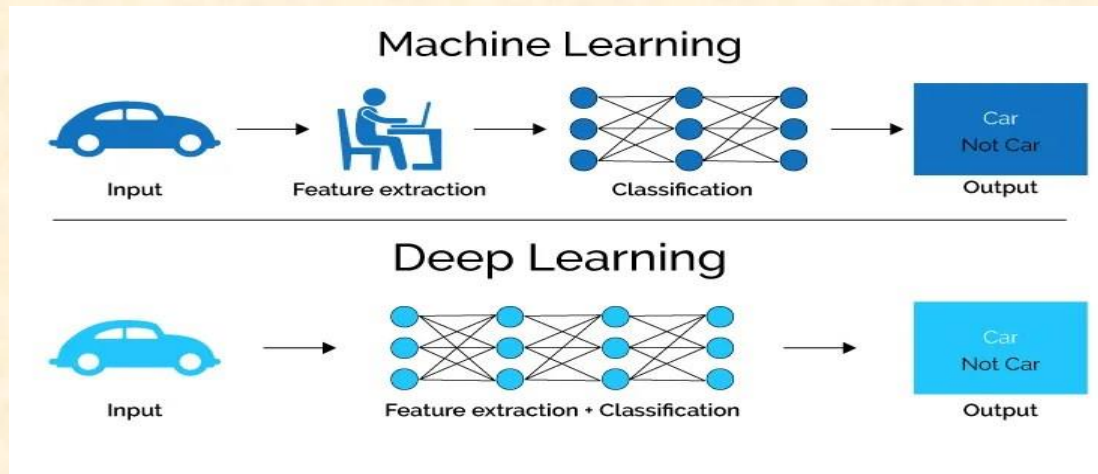 Machine Learning
Car
Not Car
Input
Feature extraction
Classification
Output
Deep Learning
Car
Not Car
Input
Feature extraction + Classification
Output